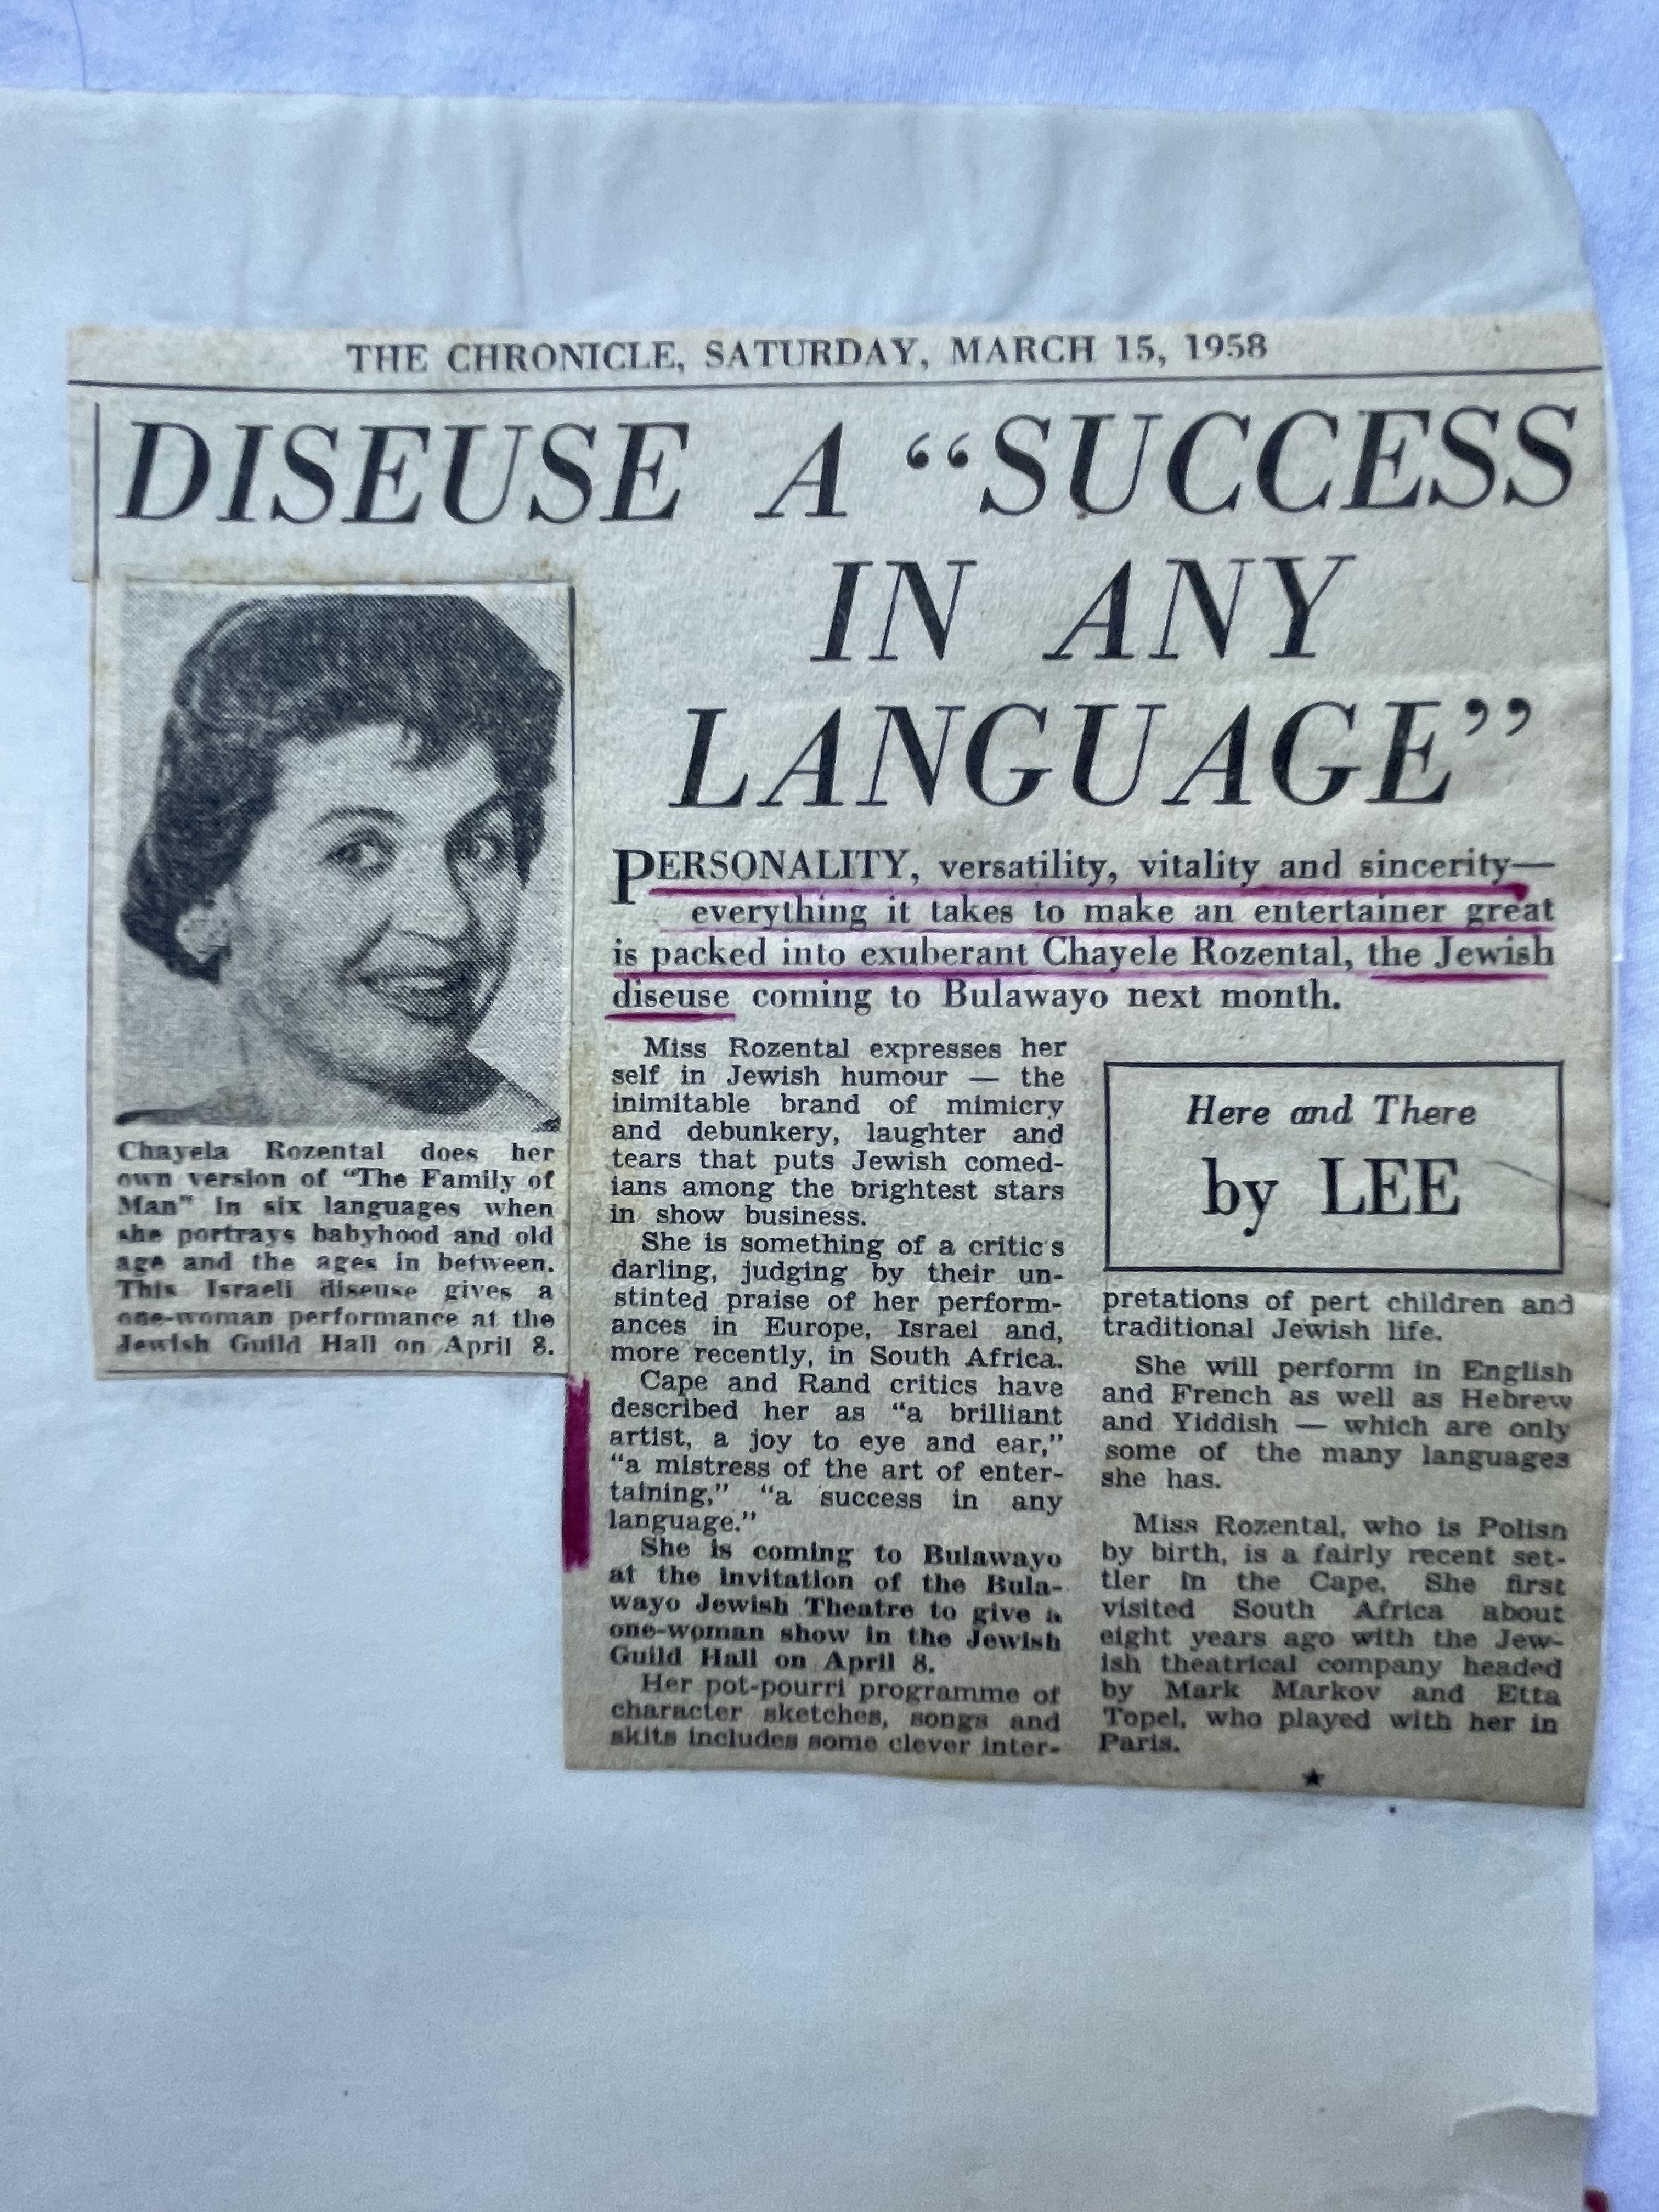 THE CHRONICLE, SATURDAY, MARCH 15, 1958
DISEUSE A “SUCCESS
IN ANY
LANGUAGE”
Chayela Rozental does her
own version of “The Family of
Man” in six languages when
she portrays babyhood and old
age and the ages in between.
This Israeli diseuse gives a
one-woman performance at the
Jewish Guild Hall on April 8.
PERSONALITY, versatility, vitality and sincerity—
everything it takes to make an entertainer great
is packed into exuberant Chayele Rozental, the Jewish
diseuse coming to Bulawayo next month.
Miss Rozental expresses her
self in Jewish humour — the
inimitable brand of mimicry
and debunkery, laughter and
tears that puts Jewish comed-
ians among the brightest stars
in show business.
She is something of a critic's
darling, judging by their un-
stinted praise of her perform-
ances in Europe, Israel and,
more recently, in South Africa.
Cape and Rand critics have
described her as “a brilliant
artist, a joy to eye and ear,”
“a mistress of the art of enter-
taining,” “a success in any
language.”
She is coming to Bulawayo
at the invitation of the Bula-
wayo Jewish Theatre to give a
one-woman show in the Jewish
Guild Hall on April 8.
Her pot-pourri programme of
character sketches, songs and
skits includes some clever inter-
Here and There
by LEE
pretations of pert children and
traditional Jewish life.
She will perform in English
and French as well as Hebrew
and Yiddish — which are only
some of the many languages
she has.
Miss Rozental, who is Polish
by birth, is a fairly recent set-
tler in the Cape. She first
visited South Africa about
eight years ago with the Jew-
ish theatrical company headed
by Mark Markov and Etta
Topel, who played with her in
Paris.